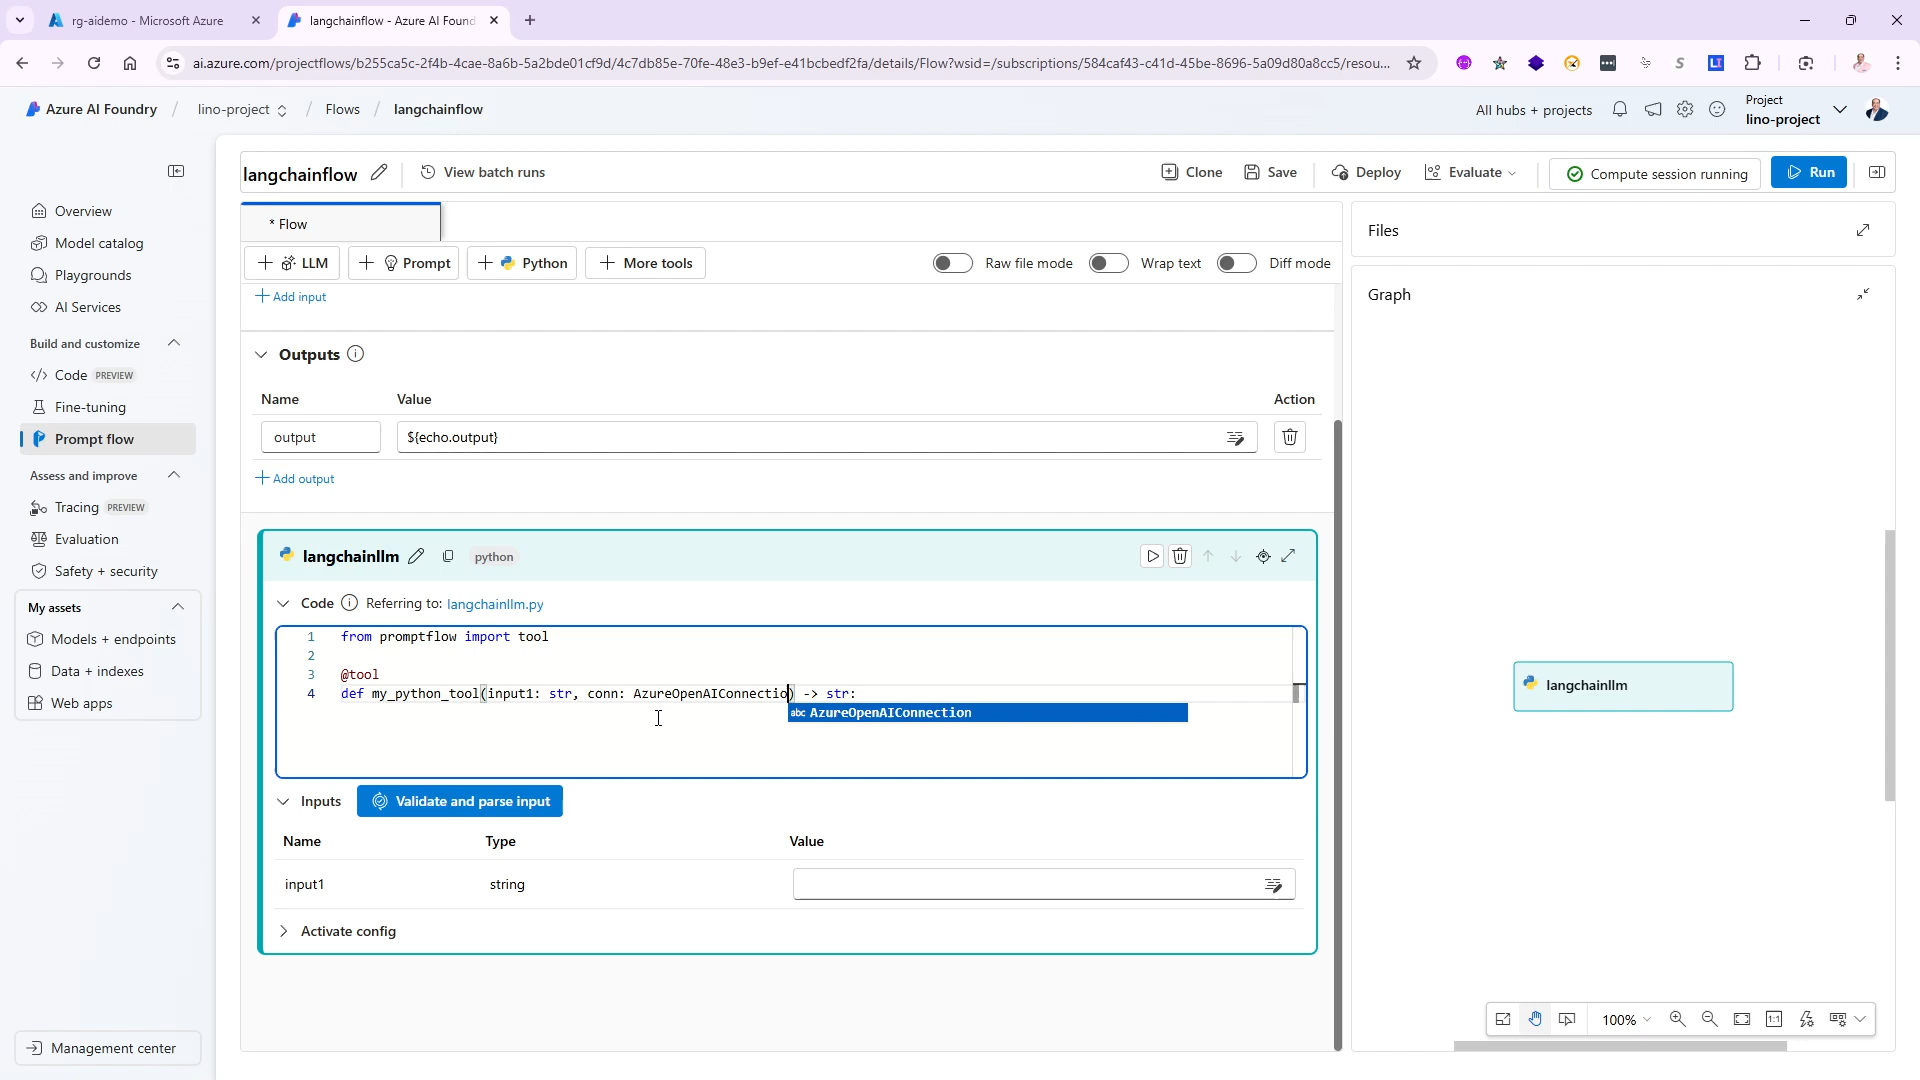 rg-aidemo - Microsoft Azure
langchainflow - Azure AI Found
ai.azure.com/projectflows/b255ca5c-2f4b-4cae-8a6b-5a2bde01cf9d/4c7db85e-70fe-48e3-b9ef-e41bcbedf2fa/details/Flow?wsid=/subscriptions/584caf43-c41d-45be-8696-5a09d80a8cc5/resou...
Azure AI Foundry / lino-project / Flows / langchainflow
All hubs + projects
Project
lino-project
langchainflow
View batch runs
Clone
Save
Deploy
Evaluate
Compute session running
Run
Overview
Model catalog
Playgrounds
AI Services
Build and customize
Code PREVIEW
Fine-tuning
Prompt flow
Assess and improve
Tracing PREVIEW
Evaluation
Safety + security
My assets
Models + endpoints
Data + indexes
Web apps
Management center
* Flow
+ LLM
+ Prompt
+ Python
+ More tools
Raw file mode
Wrap text
Diff mode
+ Add input
Outputs
Name Value Action
output ${echo.output}
+ Add output
langchainllm python
Code Referring to: langchainllm.py
1 from promptflow import tool
2
3 @tool
4 def my_python_tool(input1: str, conn: AzureOpenAIConnectio) -> str:
abc AzureOpenAIConnection
Inputs Validate and parse input
Name Type Value
input1 string
Activate config
Files
Graph
langchainllm
100%
1:1